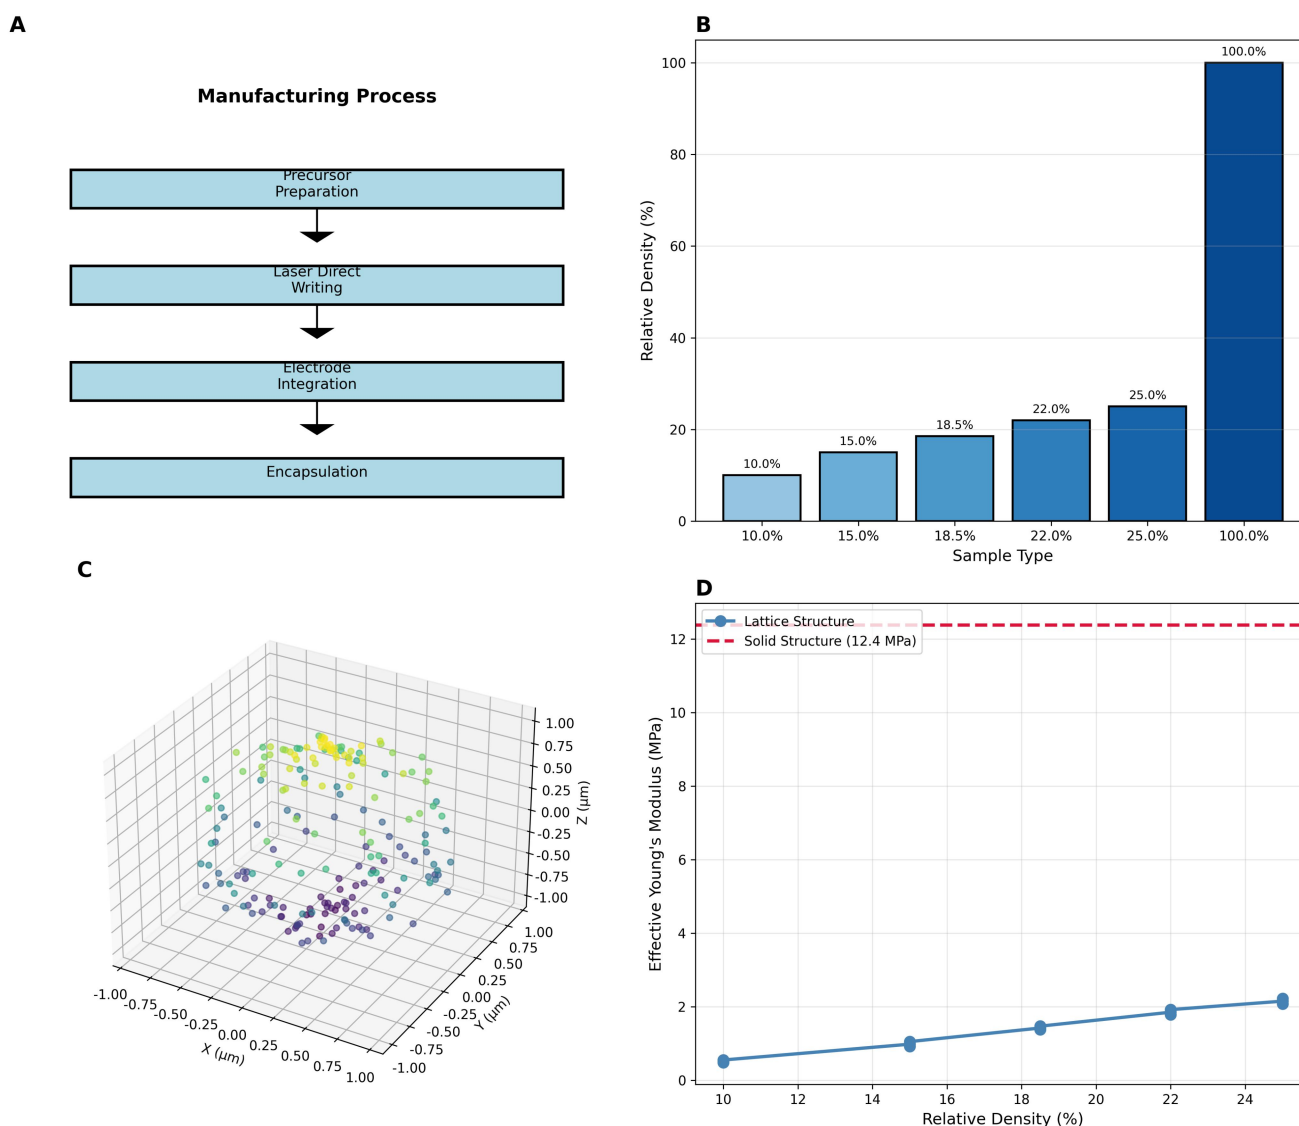 A
Manufacturing Process
Precursor
Preparation
Laser Direct
Writing
Electrode
Integration
Encapsulation
B
Relative Density (%)
100
80
60
40
20
0
10.0%
15.0%
18.5%
22.0%
25.0%
100.0%
10.0%
15.0%
18.5%
22.0%
25.0%
100.0%
Sample Type
C
1.00
0.75
0.50
0.25
0.00
-0.25
-0.50
-0.75
-1.00
Z (μm)
1.00
0.75
0.50
0.25
0.00
-0.25
-0.50
-0.75
-1.00
Y (μm)
-1.00
-0.75
-0.50
-0.25
0.00
0.25
0.50
0.75
1.00
X (μm)
D
Lattice Structure
Solid Structure (12.4 MPa)
Effective Young's Modulus (MPa)
12
10
8
6
4
2
0
10
12
14
16
18
20
22
24
Relative Density (%)